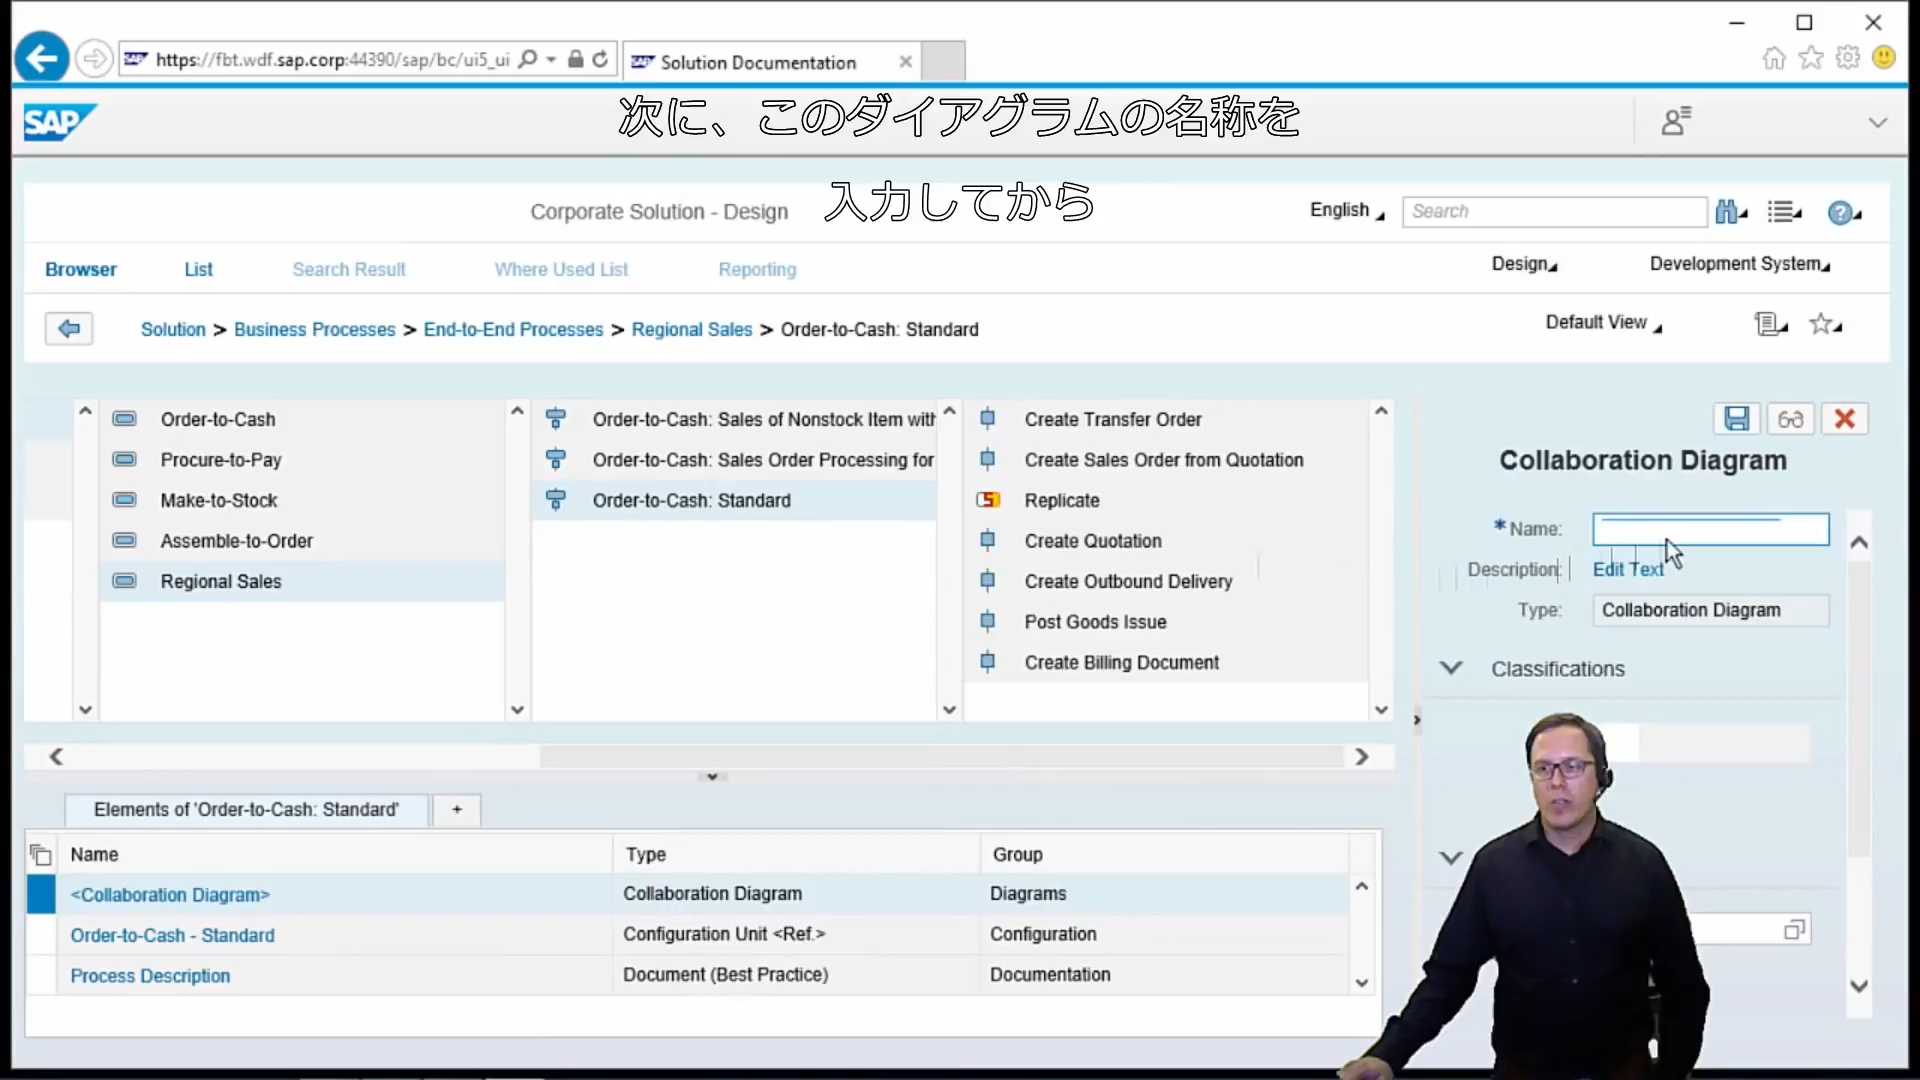 https://fbt.wdf.sap.corp:44390/sap/bc/ui5_ui
Solution Documentation
SAP
次に、このダイアグラムの名称を
入力してから
Corporate Solution - Design
English
Search
Browser
List
Search Result
Where Used List
Reporting
Design
Development System
Solution > Business Processes > End-to-End Processes > Regional Sales > Order-to-Cash: Standard
Default View
Order-to-Cash
Procure-to-Pay
Make-to-Stock
Assemble-to-Order
Regional Sales
Order-to-Cash: Sales of Nonstock Item with
Order-to-Cash: Sales Order Processing for
Order-to-Cash: Standard
Create Transfer Order
Create Sales Order from Quotation
Replicate
Create Quotation
Create Outbound Delivery
Post Goods Issue
Create Billing Document
Collaboration Diagram
*Name:
Description:
Edit Text
Type:
Collaboration Diagram
Classifications
Elements of 'Order-to-Cash: Standard'
+
Name Type Group
<Collaboration Diagram> Collaboration Diagram Diagrams
Order-to-Cash - Standard Configuration Unit <Ref.> Configuration
Process Description Document (Best Practice) Documentation